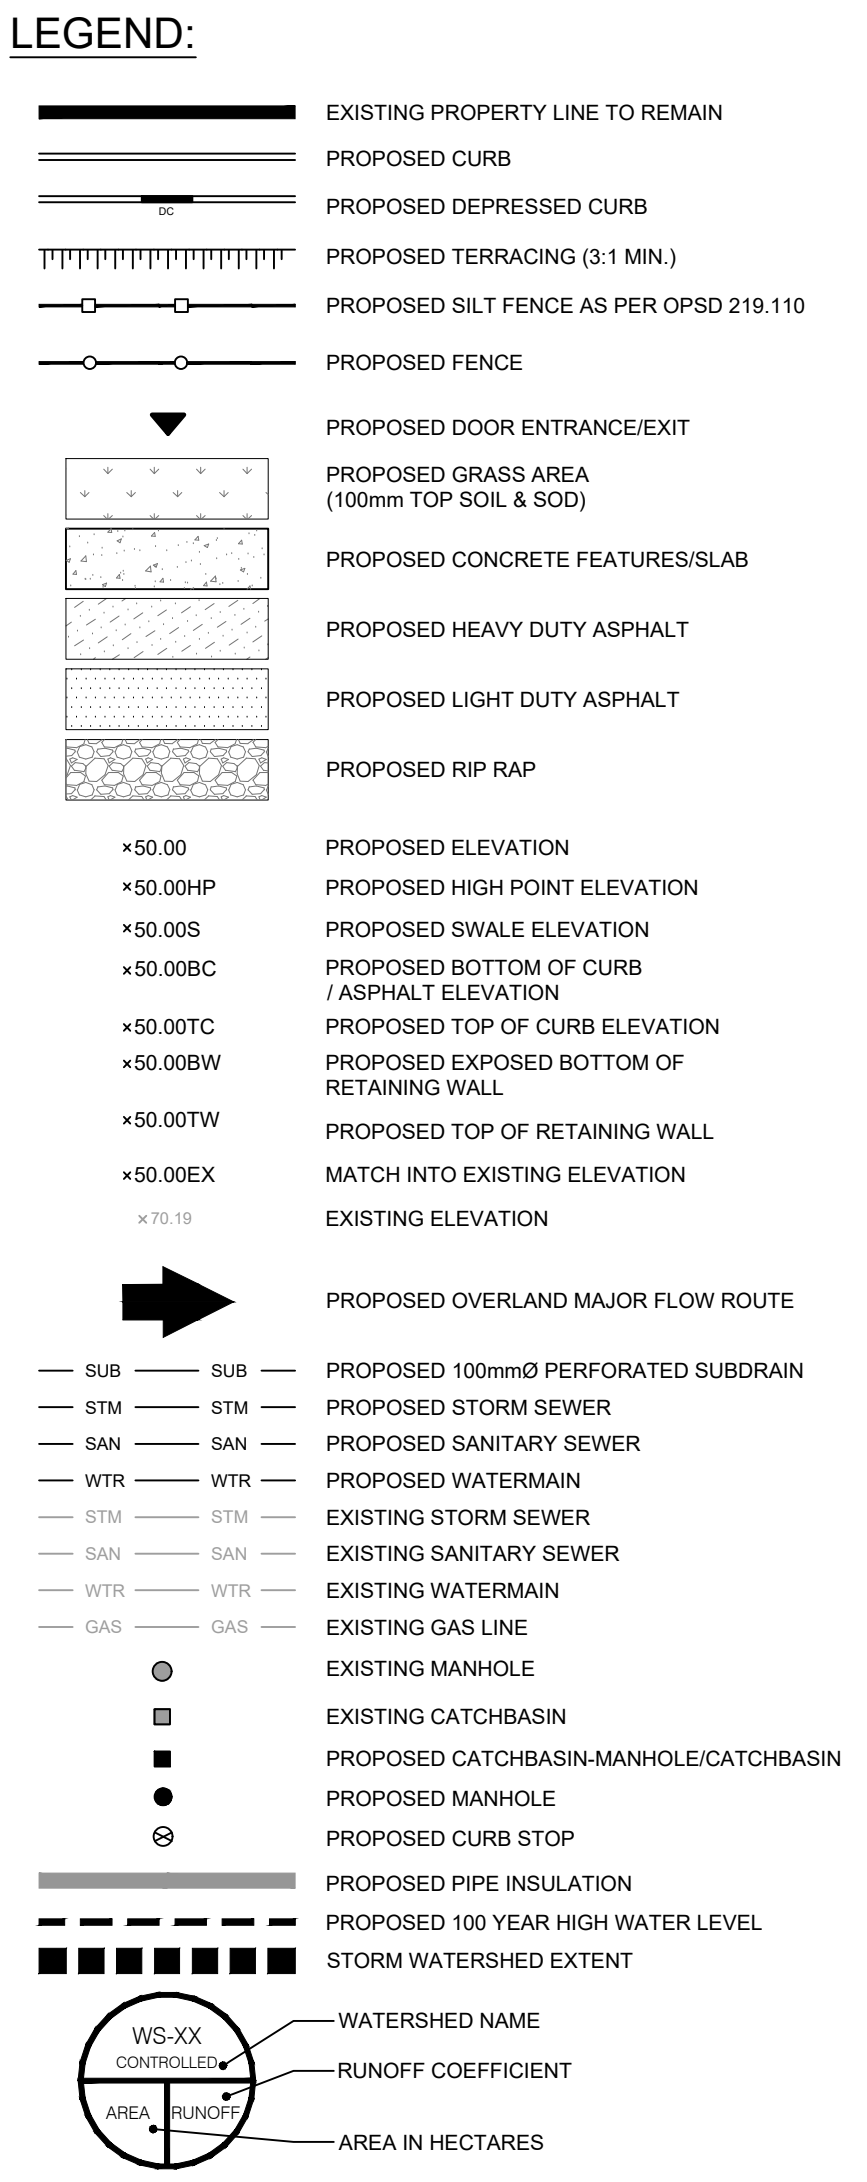 LEGEND:
EXISTING PROPERTY LINE TO REMAIN
PROPOSED CURB
DC PROPOSED DEPRESSED CURB
PROPOSED TERRACING (3:1 MIN.)
PROPOSED SILT FENCE AS PER OPSD 219.110
PROPOSED FENCE
PROPOSED DOOR ENTRANCE/EXIT
PROPOSED GRASS AREA
(100mm TOP SOIL & SOD)
PROPOSED CONCRETE FEATURES/SLAB
PROPOSED HEAVY DUTY ASPHALT
PROPOSED LIGHT DUTY ASPHALT
PROPOSED RIP RAP
×50.00 PROPOSED ELEVATION
×50.00HP PROPOSED HIGH POINT ELEVATION
×50.00S PROPOSED SWALE ELEVATION
×50.00BC PROPOSED BOTTOM OF CURB
/ ASPHALT ELEVATION
×50.00TC PROPOSED TOP OF CURB ELEVATION
×50.00BW PROPOSED EXPOSED BOTTOM OF
RETAINING WALL
×50.00TW PROPOSED TOP OF RETAINING WALL
×50.00EX MATCH INTO EXISTING ELEVATION
×70.19 EXISTING ELEVATION
PROPOSED OVERLAND MAJOR FLOW ROUTE
SUB SUB PROPOSED 100mmØ PERFORATED SUBDRAIN
STM STM PROPOSED STORM SEWER
SAN SAN PROPOSED SANITARY SEWER
WTR WTR PROPOSED WATERMAIN
STM STM EXISTING STORM SEWER
SAN SAN EXISTING SANITARY SEWER
WTR WTR EXISTING WATERMAIN
GAS GAS EXISTING GAS LINE
EXISTING MANHOLE
EXISTING CATCHBASIN
PROPOSED CATCHBASIN-MANHOLE/CATCHBASIN
PROPOSED MANHOLE
PROPOSED CURB STOP
PROPOSED PIPE INSULATION
PROPOSED 100 YEAR HIGH WATER LEVEL
STORM WATERSHED EXTENT
WS-XX WATERSHED NAME
CONTROLLED RUNOFF COEFFICIENT
AREA RUNOFF
AREA IN HECTARES